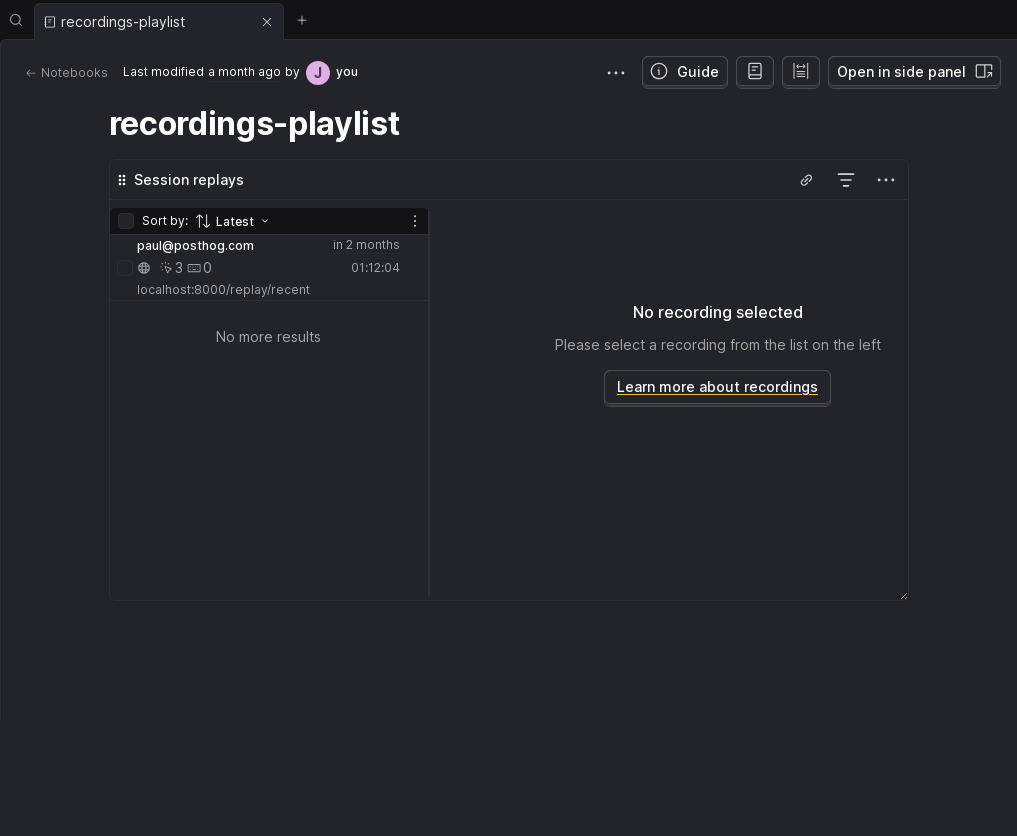 recordings-playlist
Notebooks
Last modified a month ago by J you
Guide
Open in side panel
recordings-playlist
Session replays
Sort by: Latest
paul@posthog.com in 2 months
3 0 01:12:04
localhost:8000/replay/recent
No more results
No recording selected
Please select a recording from the list on the left
Learn more about recordings